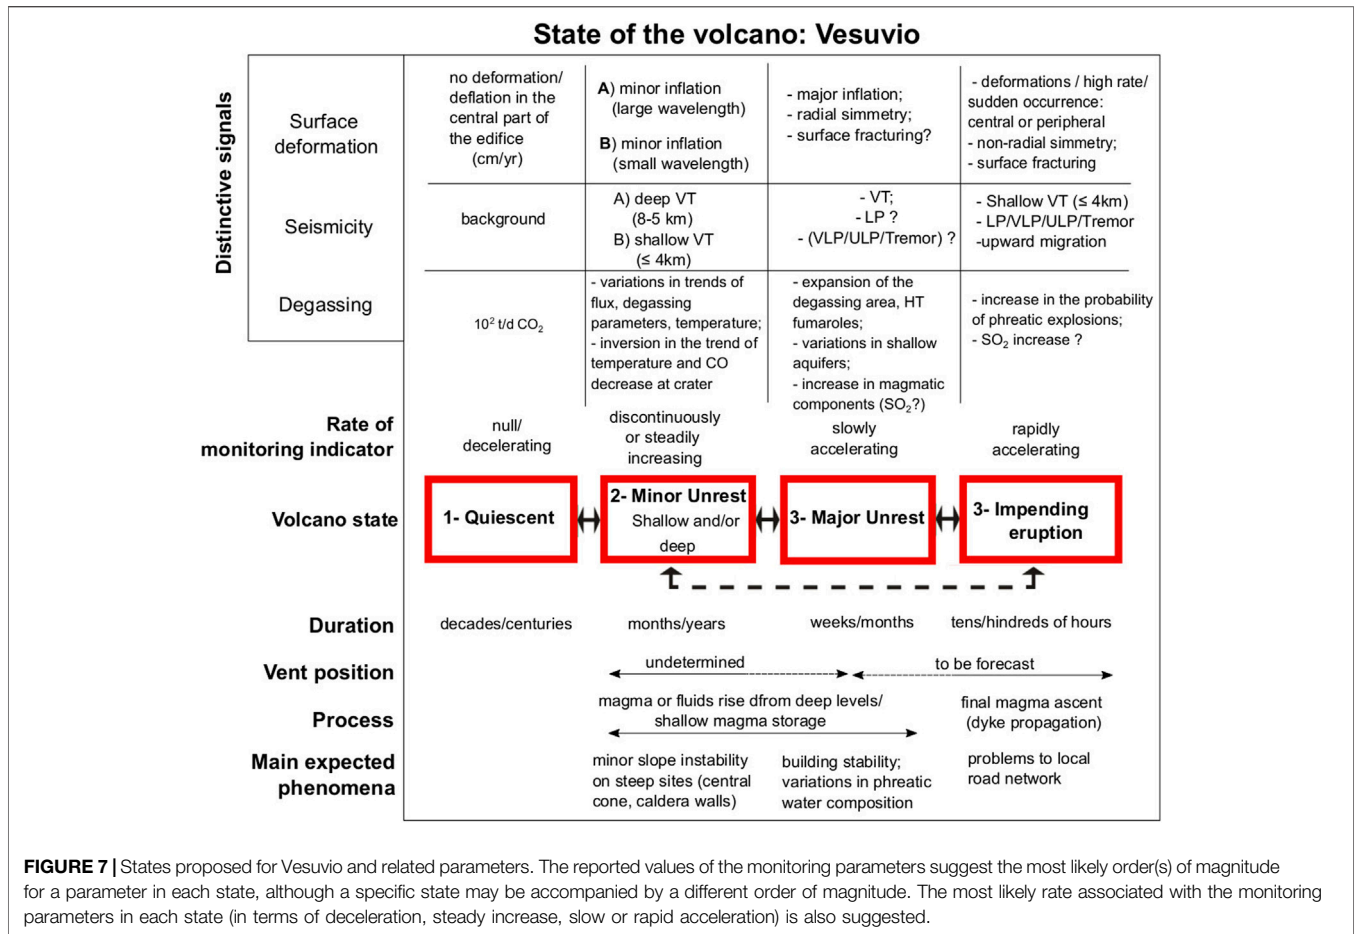 State of the volcano: Vesuvio
Distinctive signals
Surface
deformation
no deformation/
deflation in the
central part of
the edifice
(cm/yr)
A) minor inflation
(large wavelength)
B) minor inflation
(small wavelength)
- major inflation;
- radial simmetry;
- surface fracturing?
- deformations / high rate/
sudden occurrence:
central or peripheral
- non-radial simmetry;
- surface fracturing
Seismicity
background
A) deep VT
(8-5 km)
B) shallow VT
(≤ 4km)
- VT;
- LP ?
- (VLP/ULP/Tremor) ?
- Shallow VT (≤ 4km)
- LP/VLP/ULP/Tremor
-upward migration
Degassing
10² t/d CO₂
- variations in trends of
flux, degassing
parameters, temperature;
- inversion in the trend of
temperature and CO
decrease at crater
- expansion of the
degassing area, HT
fumaroles;
- variations in shallow
aquifers;
- increase in magmatic
components (SO₂?)
- increase in the probability
of phreatic explosions;
- SO₂ increase ?
Rate of
monitoring indicator
null/
decelerating
discontinuously
or steadily
increasing
slowly
accelerating
rapidly
accelerating
Volcano state
1- Quiescent
2- Minor Unrest
Shallow and/or
deep
3- Major Unrest
3- Impending
eruption
Duration
decades/centuries
months/years
weeks/months
tens/hindreds of hours
Vent position
undetermined
to be forecast
Process
magma or fluids rise dfrom deep levels/
shallow magma storage
final magma ascent
(dyke propagation)
Main expected
phenomena
minor slope instability
on steep sites (central
cone, caldera walls)
building stability;
variations in phreatic
water composition
problems to local
road network
FIGURE 7 | States proposed for Vesuvio and related parameters. The reported values of the monitoring parameters suggest the most likely order(s) of magnitude
for a parameter in each state, although a specific state may be accompanied by a different order of magnitude. The most likely rate associated with the monitoring
parameters in each state (in terms of deceleration, steady increase, slow or rapid acceleration) is also suggested.